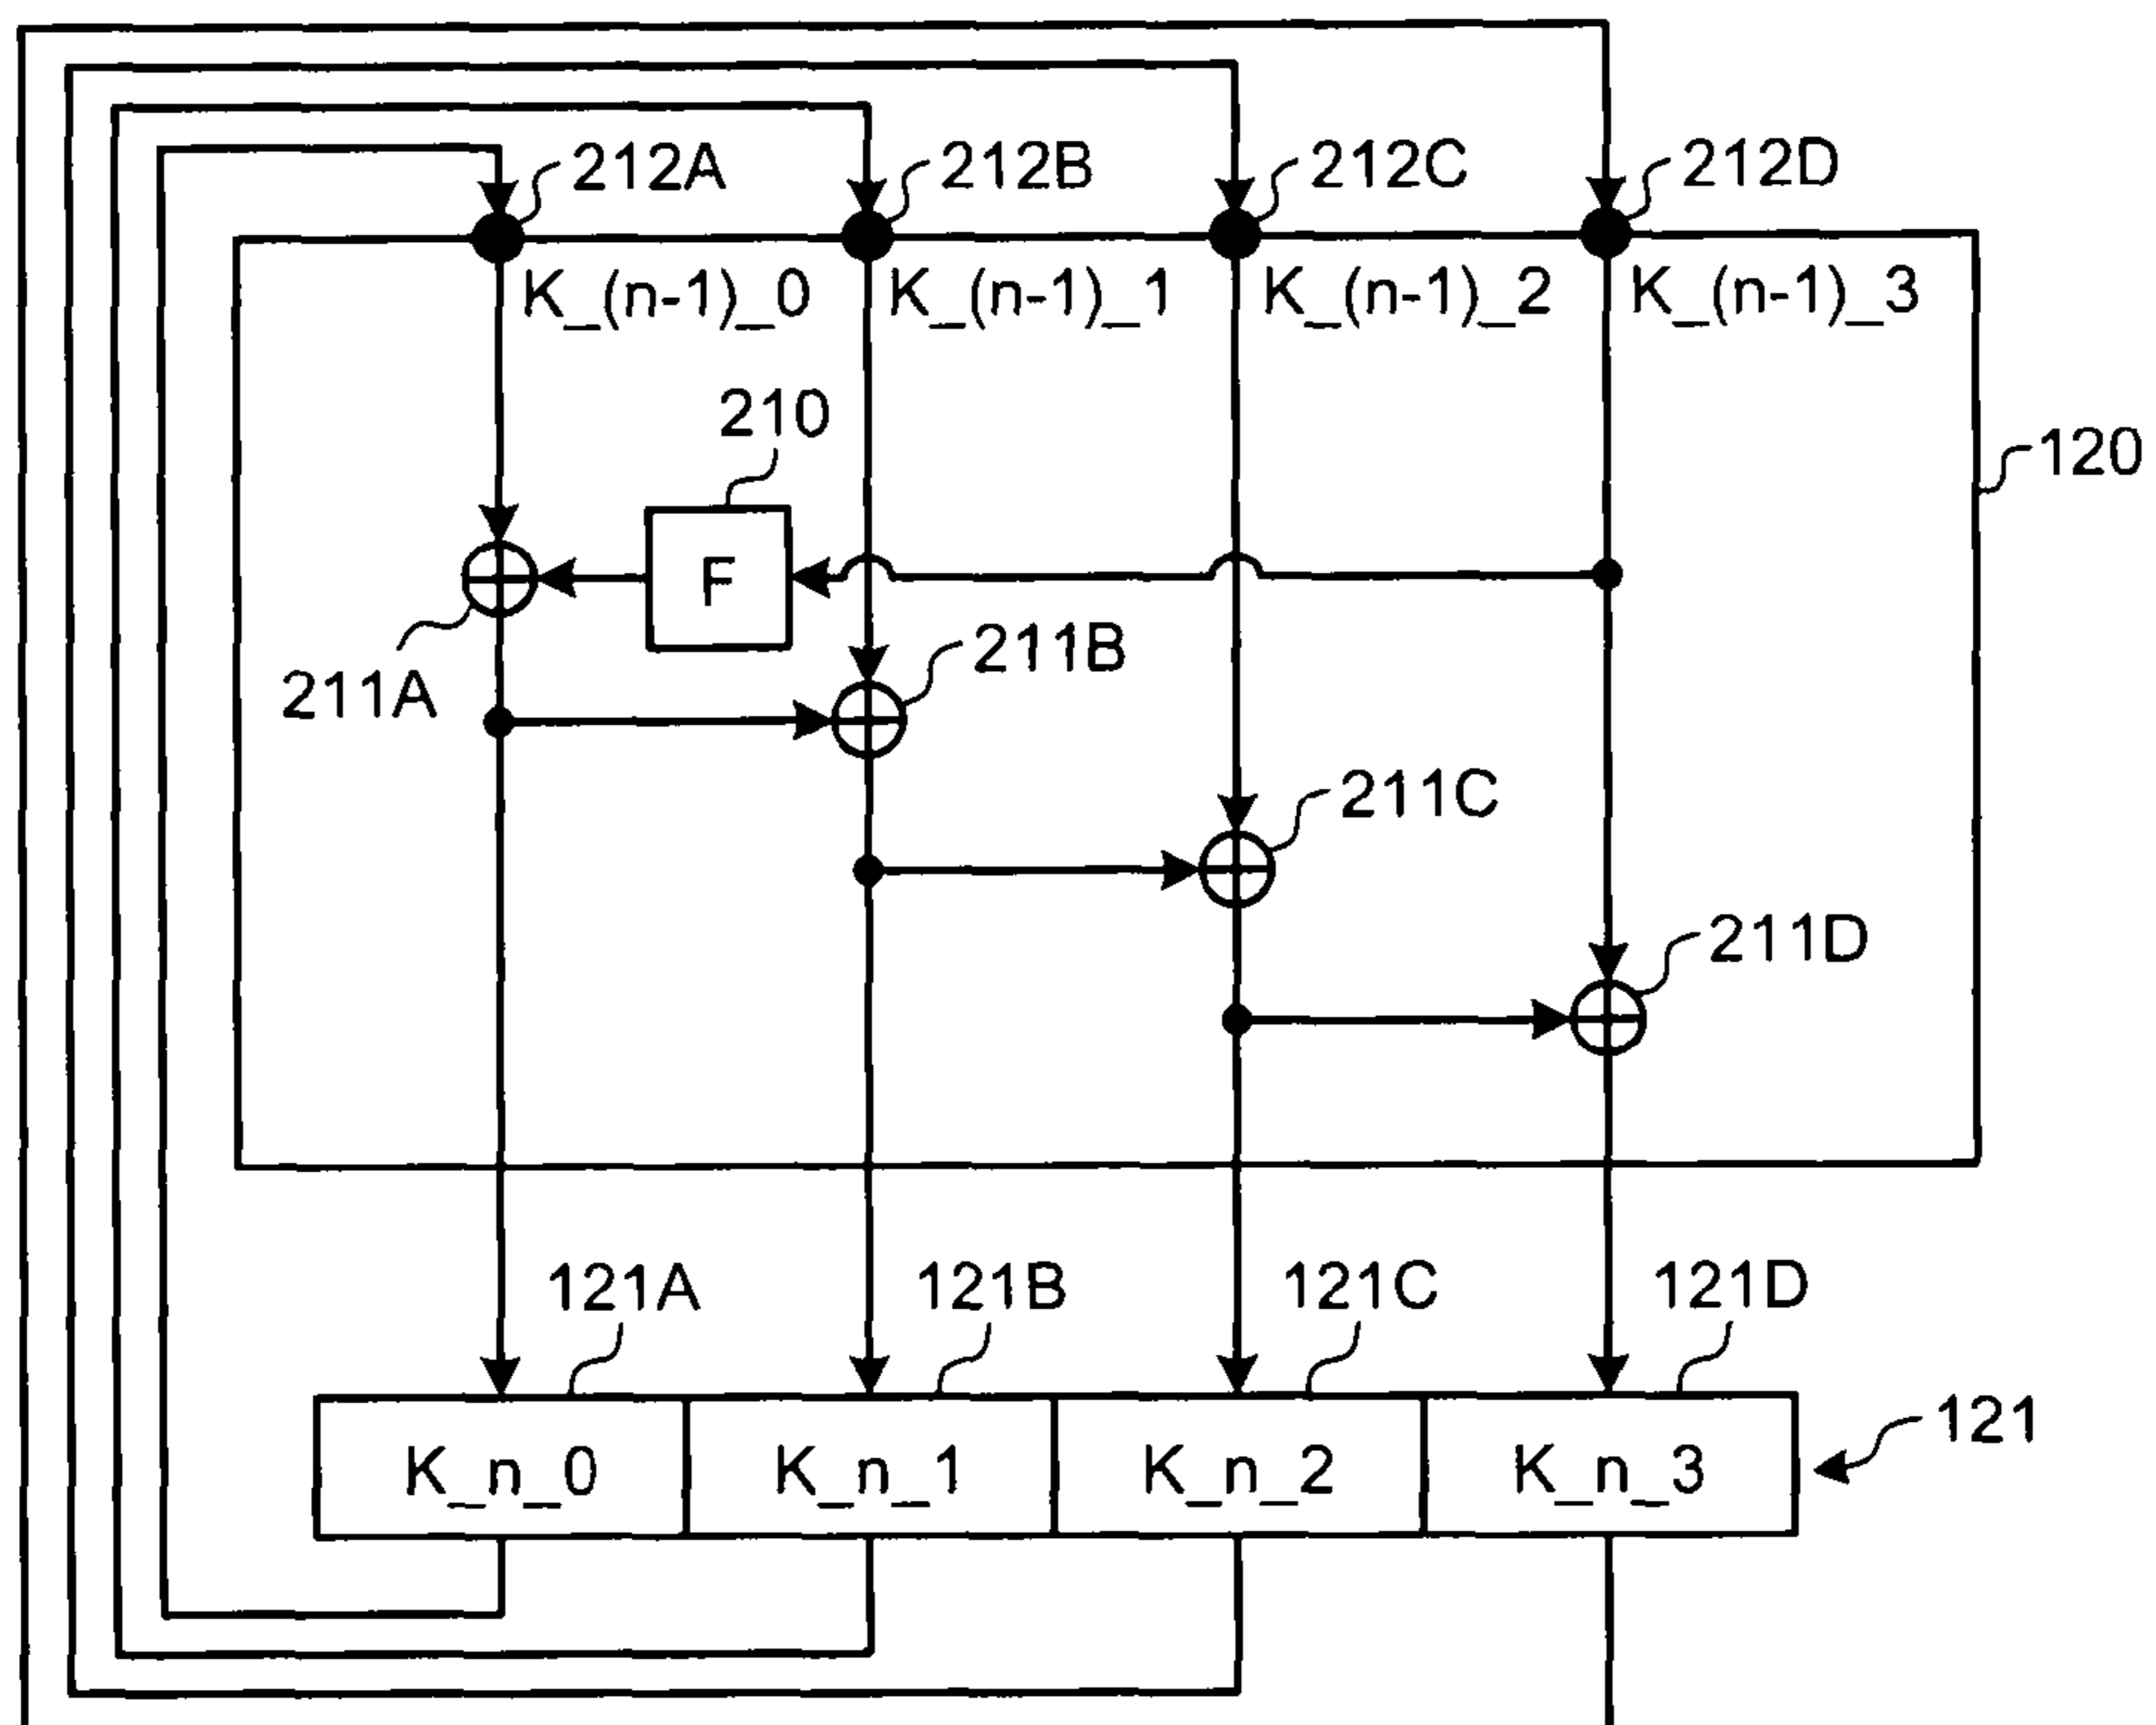 212A 212B 212C 212D
K_(n-1)_0 K_(n-1)_1 K_(n-1)_2 K_(n-1)_3
210
120
F
211B
211A
211C
211D
121A 121B 121C 121D
121
K_n_0 K_n_1 K_n_2 K_n_3